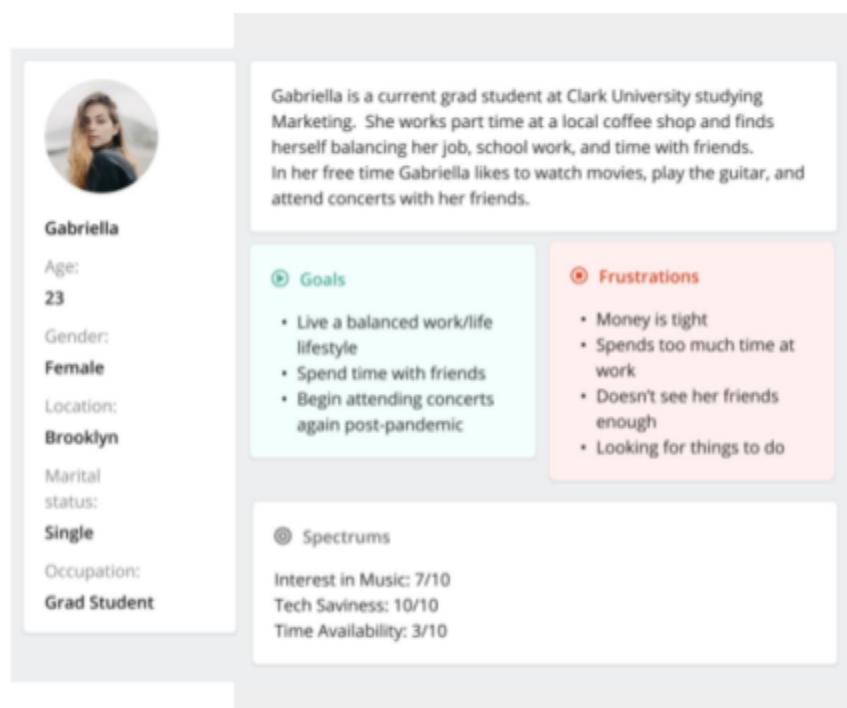 Gabriella
Age:
23
Gender:
Female
Location:
Brooklyn
Marital
status:
Single
Occupation:
Grad Student
Gabriella is a current grad student at Clark University studying
Marketing. She works part time at a local coffee shop and finds
herself balancing her job, school work, and time with friends.
In her free time Gabriella likes to watch movies, play the guitar, and
attend concerts with her friends.
Goals
• Live a balanced work/life
lifestyle
• Spend time with friends
• Begin attending concerts
again post-pandemic
Frustrations
• Money is tight
• Spends too much time at
work
• Doesn't see her friends
enough
• Looking for things to do
Spectrums
Interest in Music: 7/10
Tech Saviness: 10/10
Time Availability: 3/10